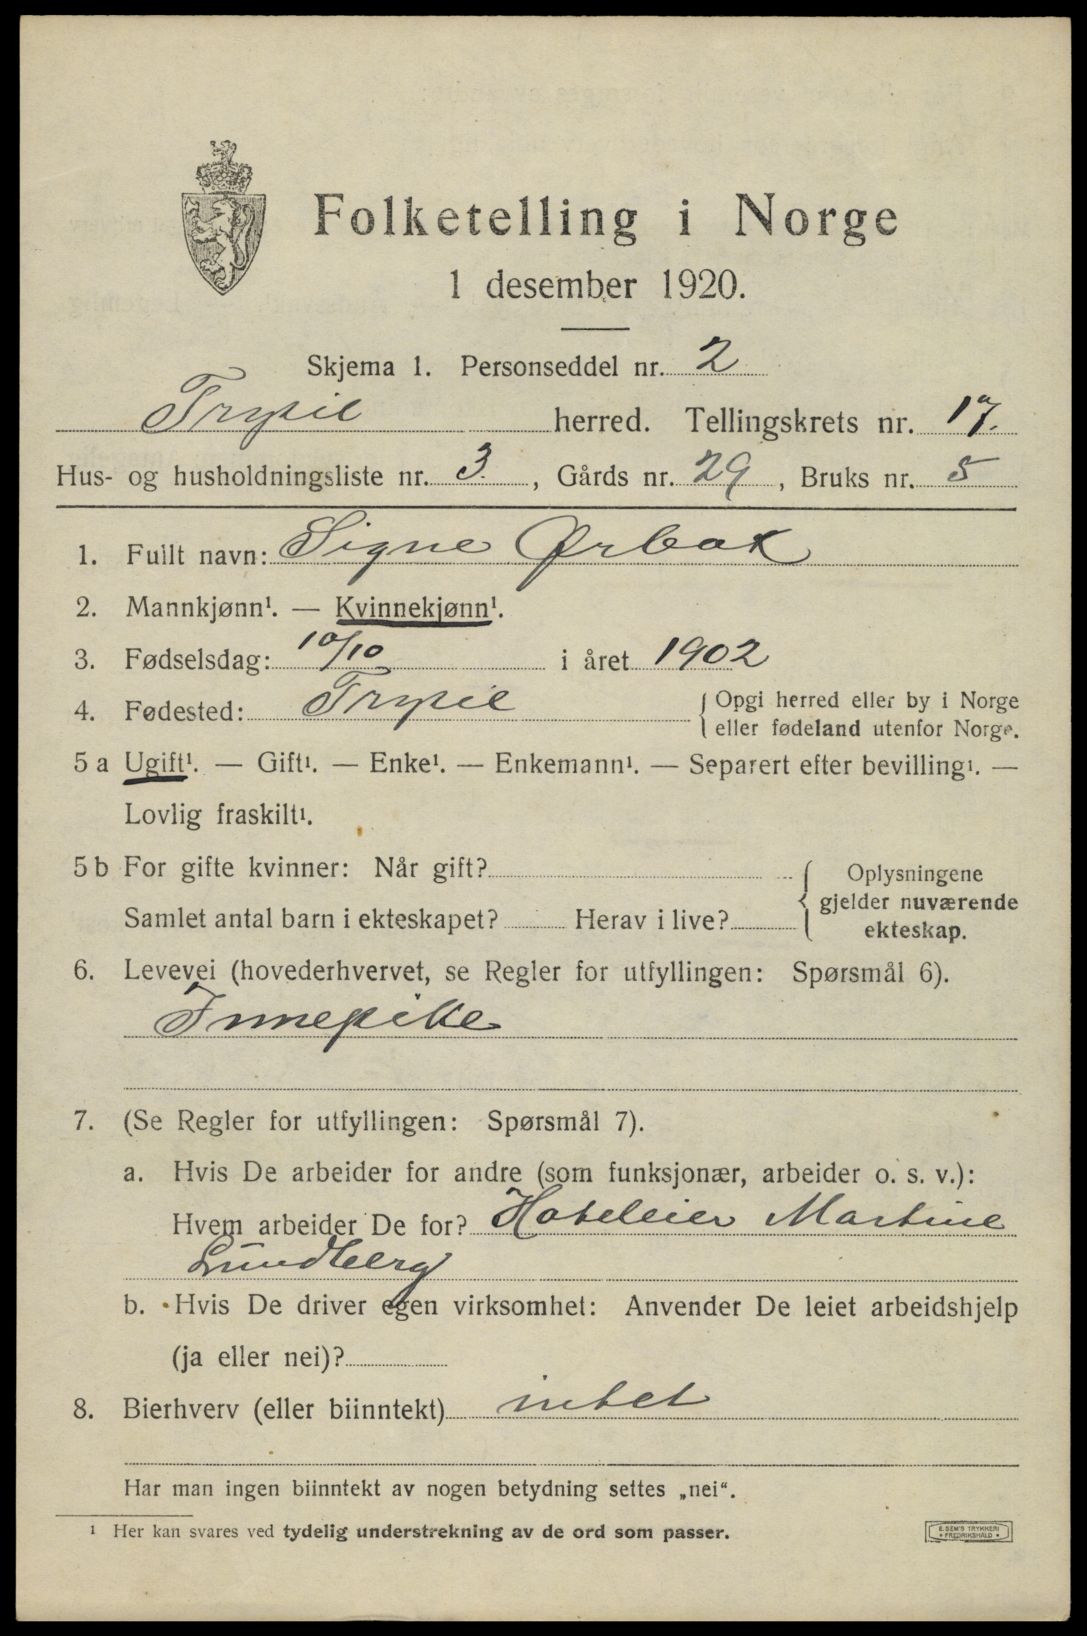 Folketelling i Norge
1 desember 1920.
Skjema 1. Personseddel nr. 2
Trysil herred. Tellingskrets nr. 17.
Hus- og husholdningsliste nr. 3. , Gårds nr. 29 , Bruks nr. 5
1. Fullt navn: Signe Ørbak
2. Mannkjønn¹. — Kvinnekjønn¹.
3. Fødselsdag: 10/10 i året 1902
4. Fødested: Trysil { Opgi herred eller by i Norge
eller fødeland utenfor Norge.
5 a Ugift¹. — Gift¹. — Enke¹. — Enkemann¹. — Separert efter bevilling¹. —
Lovlig fraskilt¹.
5 b For gifte kvinner: Når gift?
Samlet antal barn i ekteskapet? Herav i live?
{ Oplysningene
gjelder nuværende
ekteskap.
6. Levevei (hovederhvervet, se Regler for utfyllingen: Spørsmål 6).
Innepike
7. (Se Regler for utfyllingen: Spørsmål 7).
a. Hvis De arbeider for andre (som funksjonær, arbeider o. s. v.):
Hvem arbeider De for? Hoteleier Martine
Lundberg
b. Hvis De driver egen virksomhet: Anvender De leiet arbeidshjelp
(ja eller nei)?
8. Bierhverv (eller biinntekt) intet
Har man ingen biinntekt av nogen betydning settes „nei“.
¹ Her kan svares ved tydelig understrekning av de ord som passer.
E. SEM'S TRYKKERI
• FREDRIKSHALD •